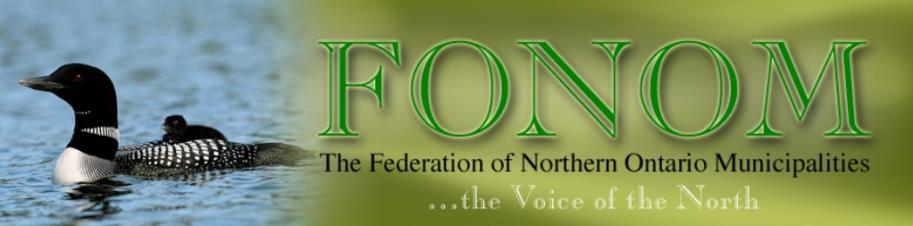 FONOM
The Federation of Northern Ontario Municipalities
...the Voice of the North